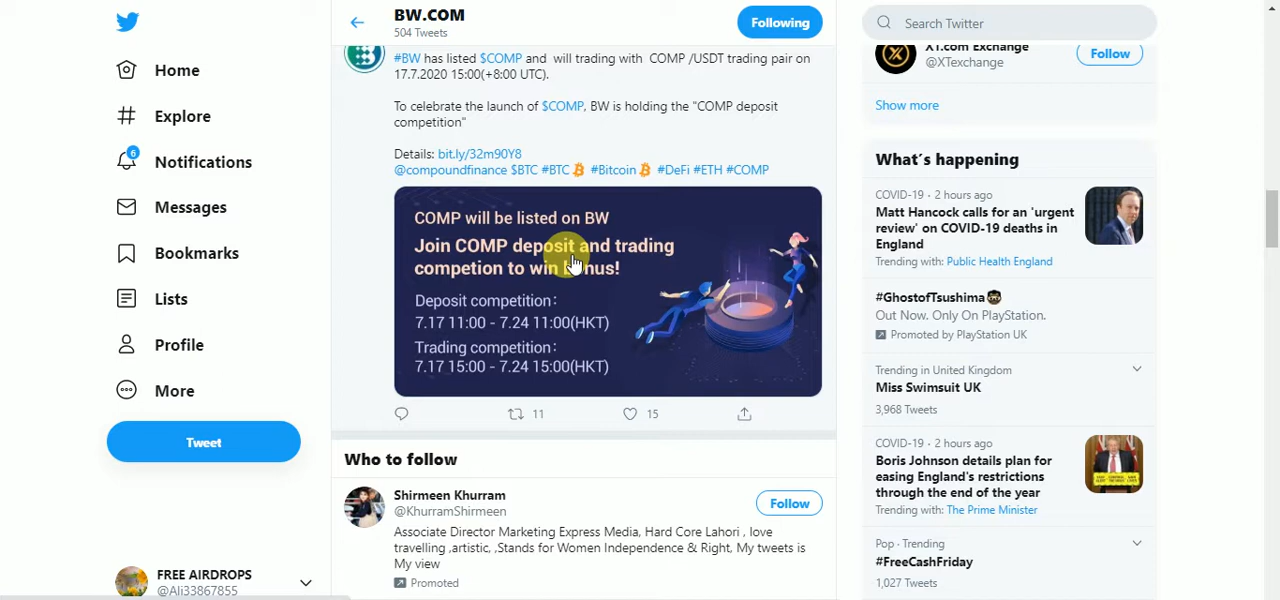 Home
Explore
6
Notifications
Messages
Bookmarks
Lists
Profile
More
Tweet
FREE AIRDROPS
@Ali33867855
BW.COM
504 Tweets
Following
#BW has listed $COMP and will trading with COMP /USDT trading pair on
17.7.2020 15:00(+8:00 UTC).
To celebrate the launch of $COMP, BW is holding the "COMP deposit
competition"
Details: bit.ly/32m90Y8
@compoundfinance $BTC #BTC #Bitcoin #DeFi #ETH #COMP
COMP will be listed on BW
Join COMP deposit and trading
competion to win bonus!
Deposit competition:
7.17 11:00 - 7.24 11:00(HKT)
Trading competition:
7.17 15:00 - 7.24 15:00(HKT)
11
15
Who to follow
Shirmeen Khurram
@KhurramShirmeen
Follow
Associate Director Marketing Express Media, Hard Core Lahori , love
travelling ,artistic, ,Stands for Women Independence & Right, My tweets is
My view
Promoted
Search Twitter
XT.com Exchange
@XTexchange
Follow
Show more
What's happening
COVID-19 · 2 hours ago
Matt Hancock calls for an 'urgent
review' on COVID-19 deaths in
England
Trending with: Public Health England
#GhostofTsushima
Out Now. Only On PlayStation.
Promoted by PlayStation UK
Trending in United Kingdom
Miss Swimsuit UK
3,968 Tweets
COVID-19 · 2 hours ago
Boris Johnson details plan for
easing England's restrictions
through the end of the year
Trending with: The Prime Minister
Pop · Trending
#FreeCashFriday
1,027 Tweets